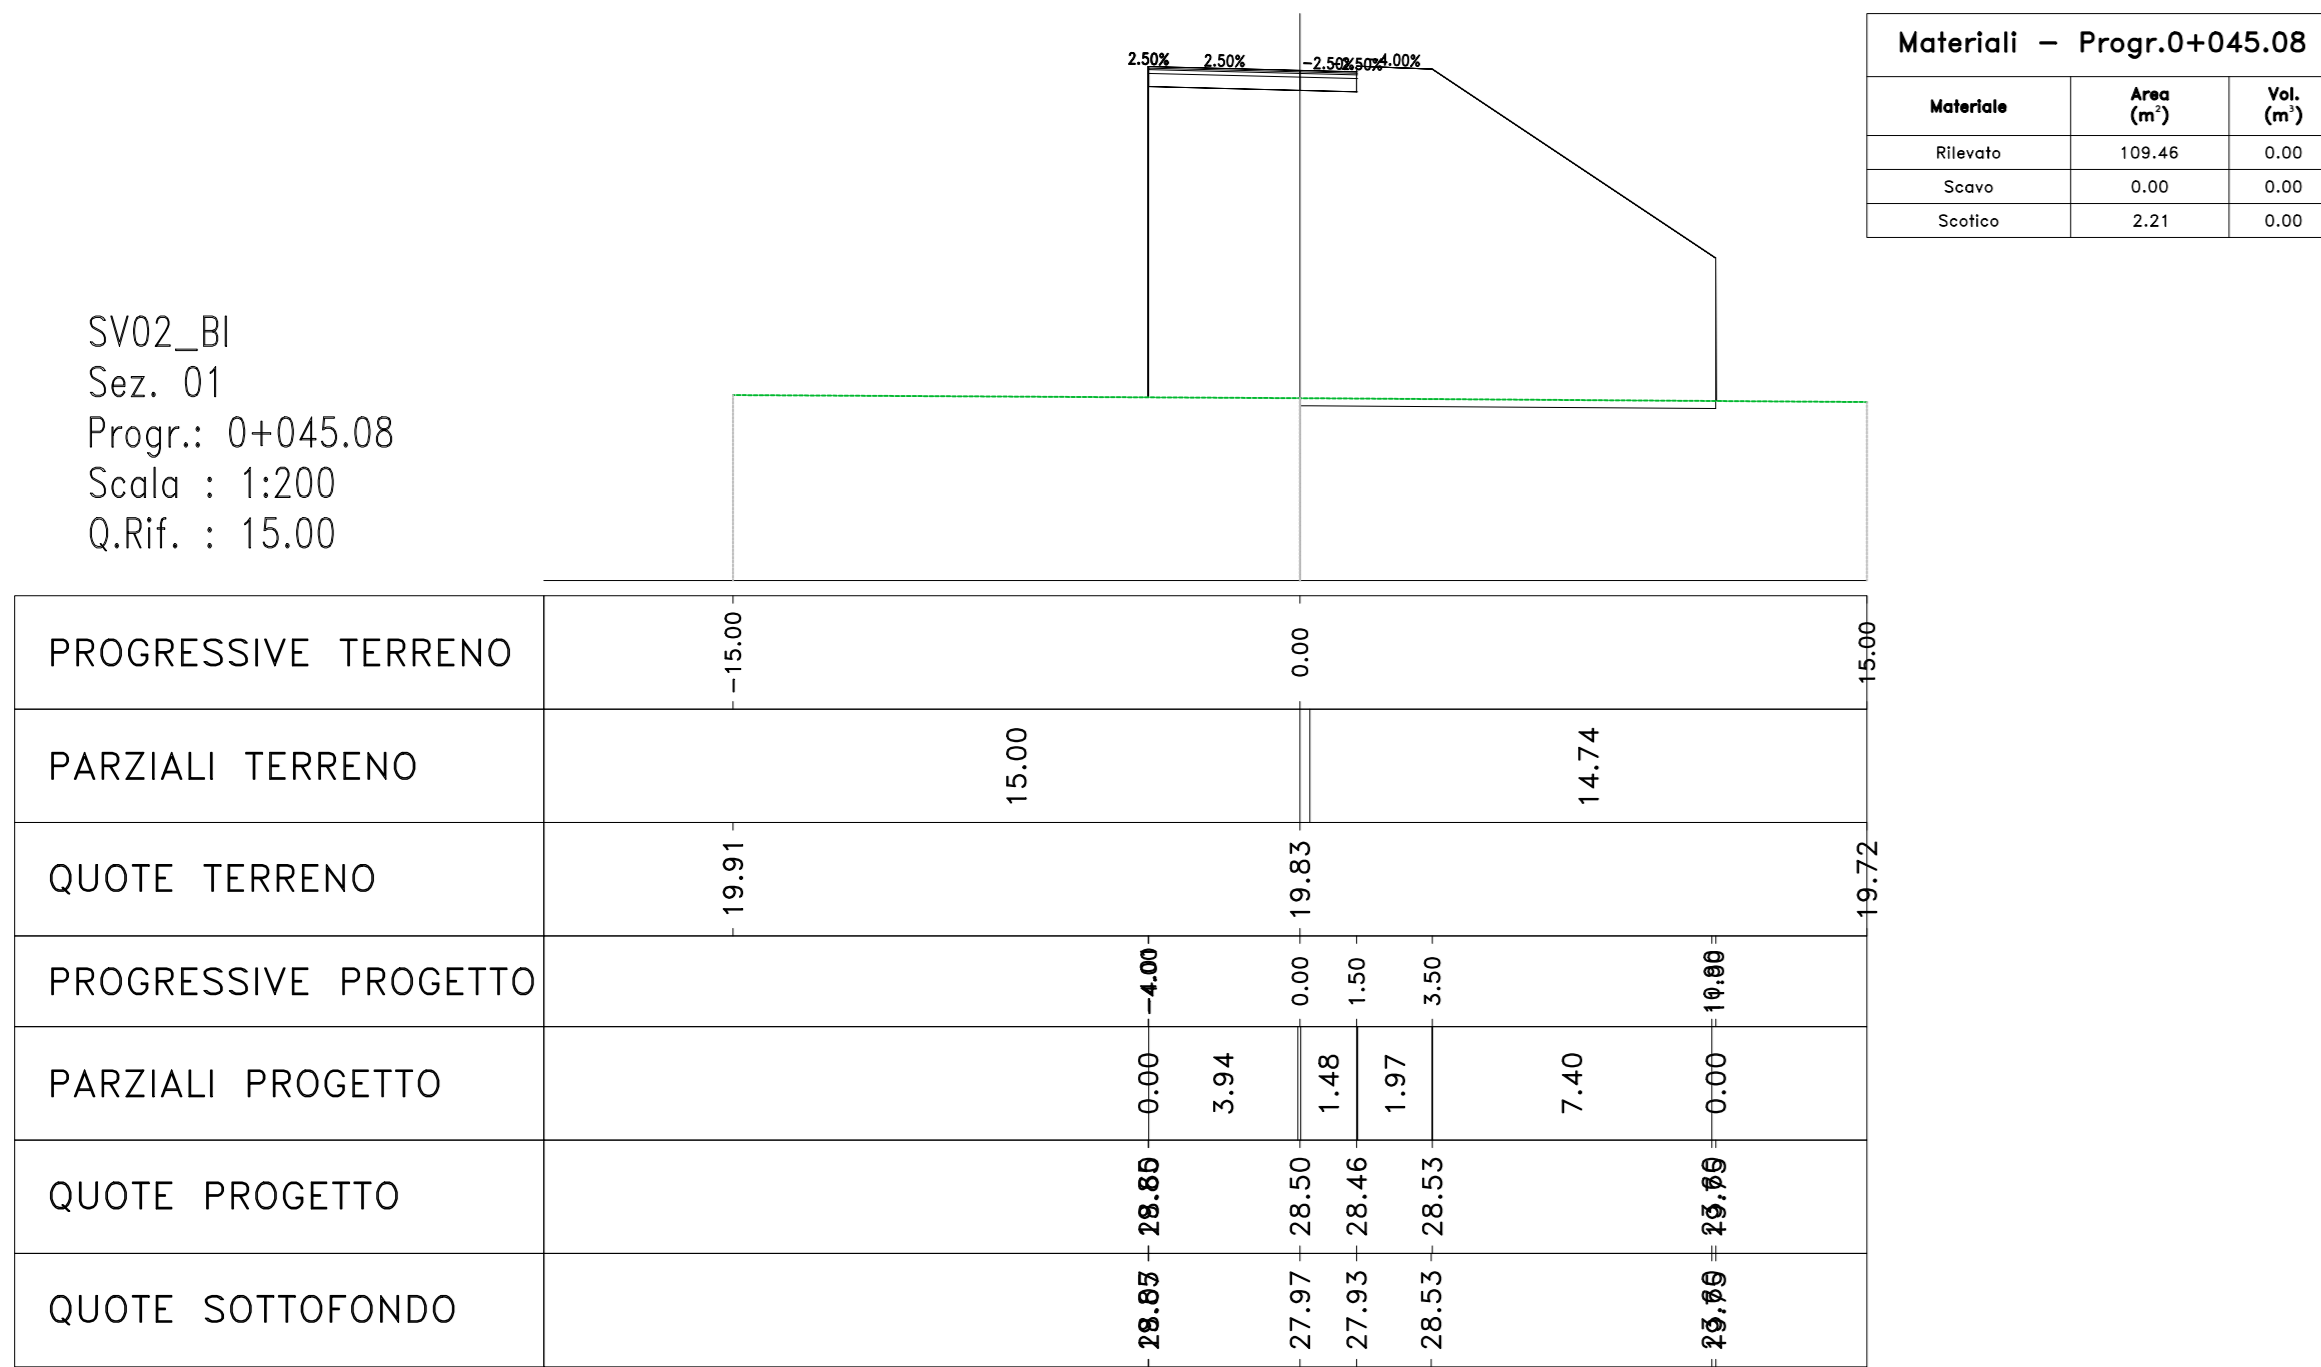 2.50% 2.50% -2.50% -4.00%
Materiali – Progr.0+045.08
Materiale Area (m²) Vol. (m³)
Rilevato 109.46 0.00
Scavo 0.00 0.00
Scotico 2.21 0.00
SV02_BI
Sez. 01
Progr.: 0+045.08
Scala : 1:200
Q.Rif. : 15.00
PROGRESSIVE TERRENO -15.00 0.00 15.00
PARZIALI TERRENO 15.00 14.74
QUOTE TERRENO 19.91 19.83 19.72
PROGRESSIVE PROGETTO 0.00 1.50 3.50
PARZIALI PROGETTO 0.00 3.94 1.48 1.97 7.40 0.00
QUOTE PROGETTO 28.50 28.46 28.53
QUOTE SOTTOFONDO 27.97 27.93 28.53